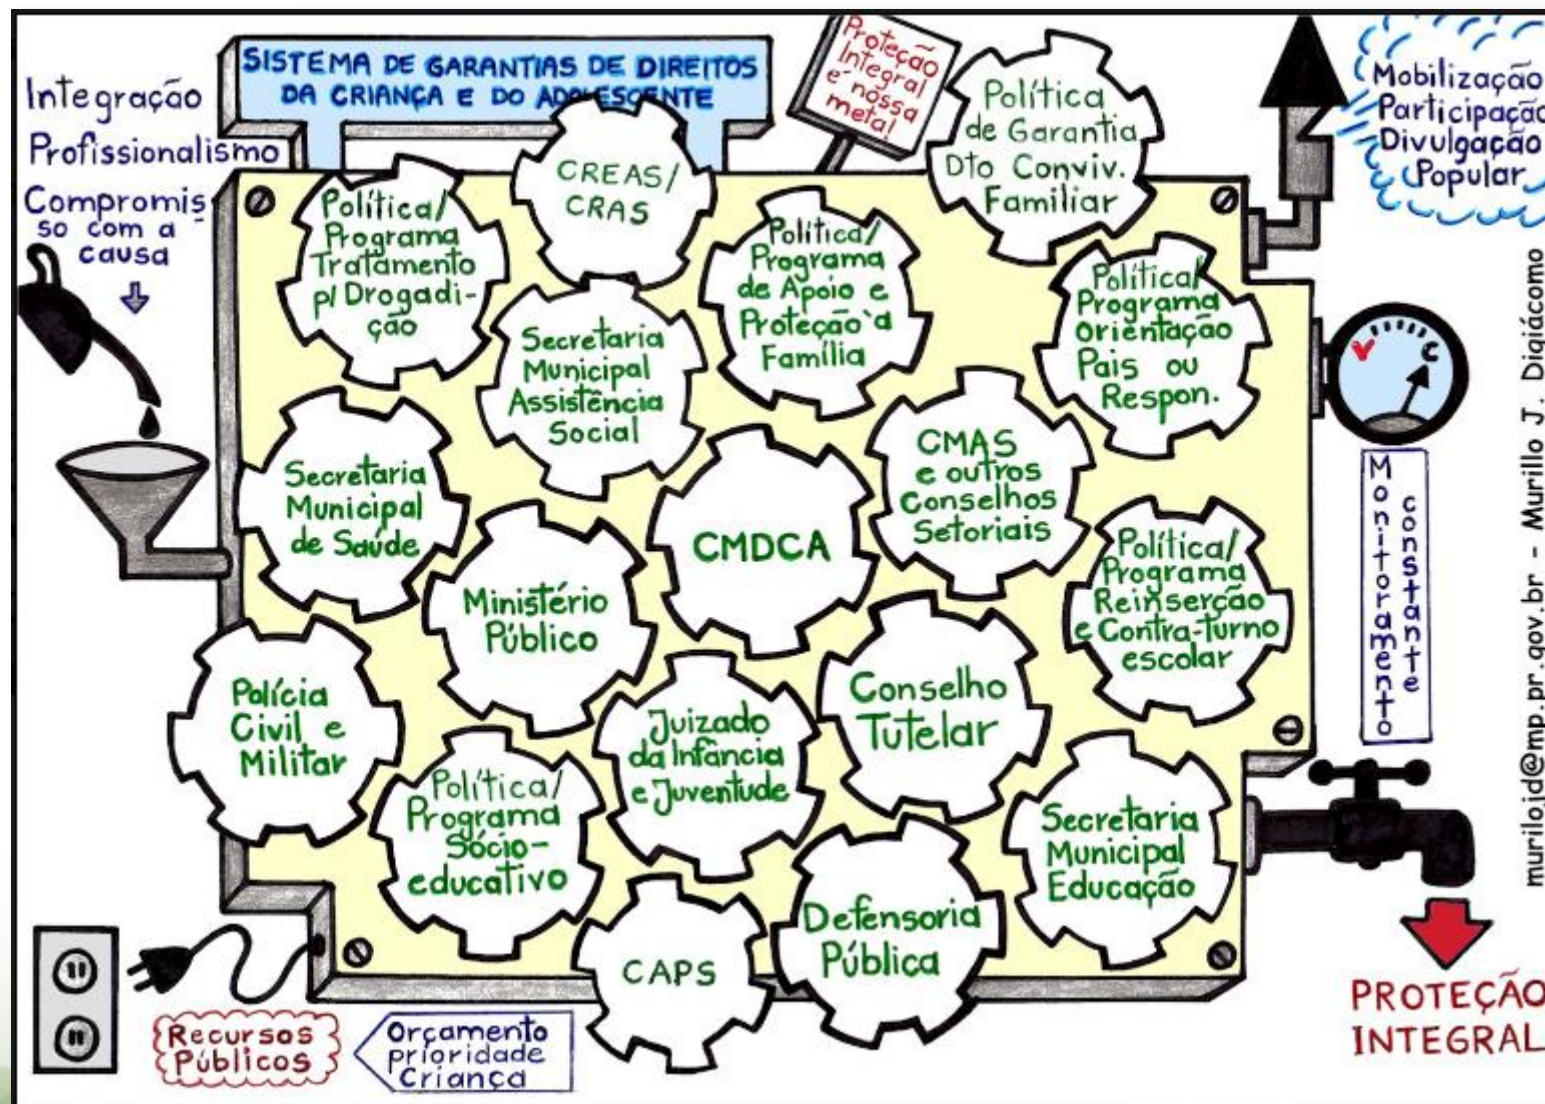 Integração
Profissionalismo
Compromis
so com a
causa
SISTEMA DE GARANTIAS DE DIREITOS
DA CRIANÇA E DO ADOLESCENTE
Proteção
Integral
é nossa
meta!
Política
de Garantia
Dto Conviv.
Familiar
Mobilização
Participação
Divulgação
Popular
Política/
Programa
Tratamento
p/ Drogadi-
ção
CREAS/
CRAS
Política/
Programa
de Apoio e
Proteção à
Família
Política/
Programa
Orientação
Pais ou
Respon.
Secretaria
Municipal
Assistência
Social
V C
Secretaria
Municipal
de Saúde
CMDCA
CMAS
e outros
Conselhos
Setoriais
Monitoramento
constante
Ministério
Público
Política/
Programa
Reinserção
e Contra-turno
escolar
Polícia
Civil e
Militar
Juizado
da Infância
e Juventude
Conselho
Tutelar
Política/
Programa
Sócio-
educativo
Secretaria
Municipal
Educação
CAPS
Defensoria
Pública
Recursos
Públicos
Orçamento
prioridade
Criança
PROTEÇÃO
INTEGRAL
murilojd@mp.pr.gov.br - Murillo J. Digiácomo